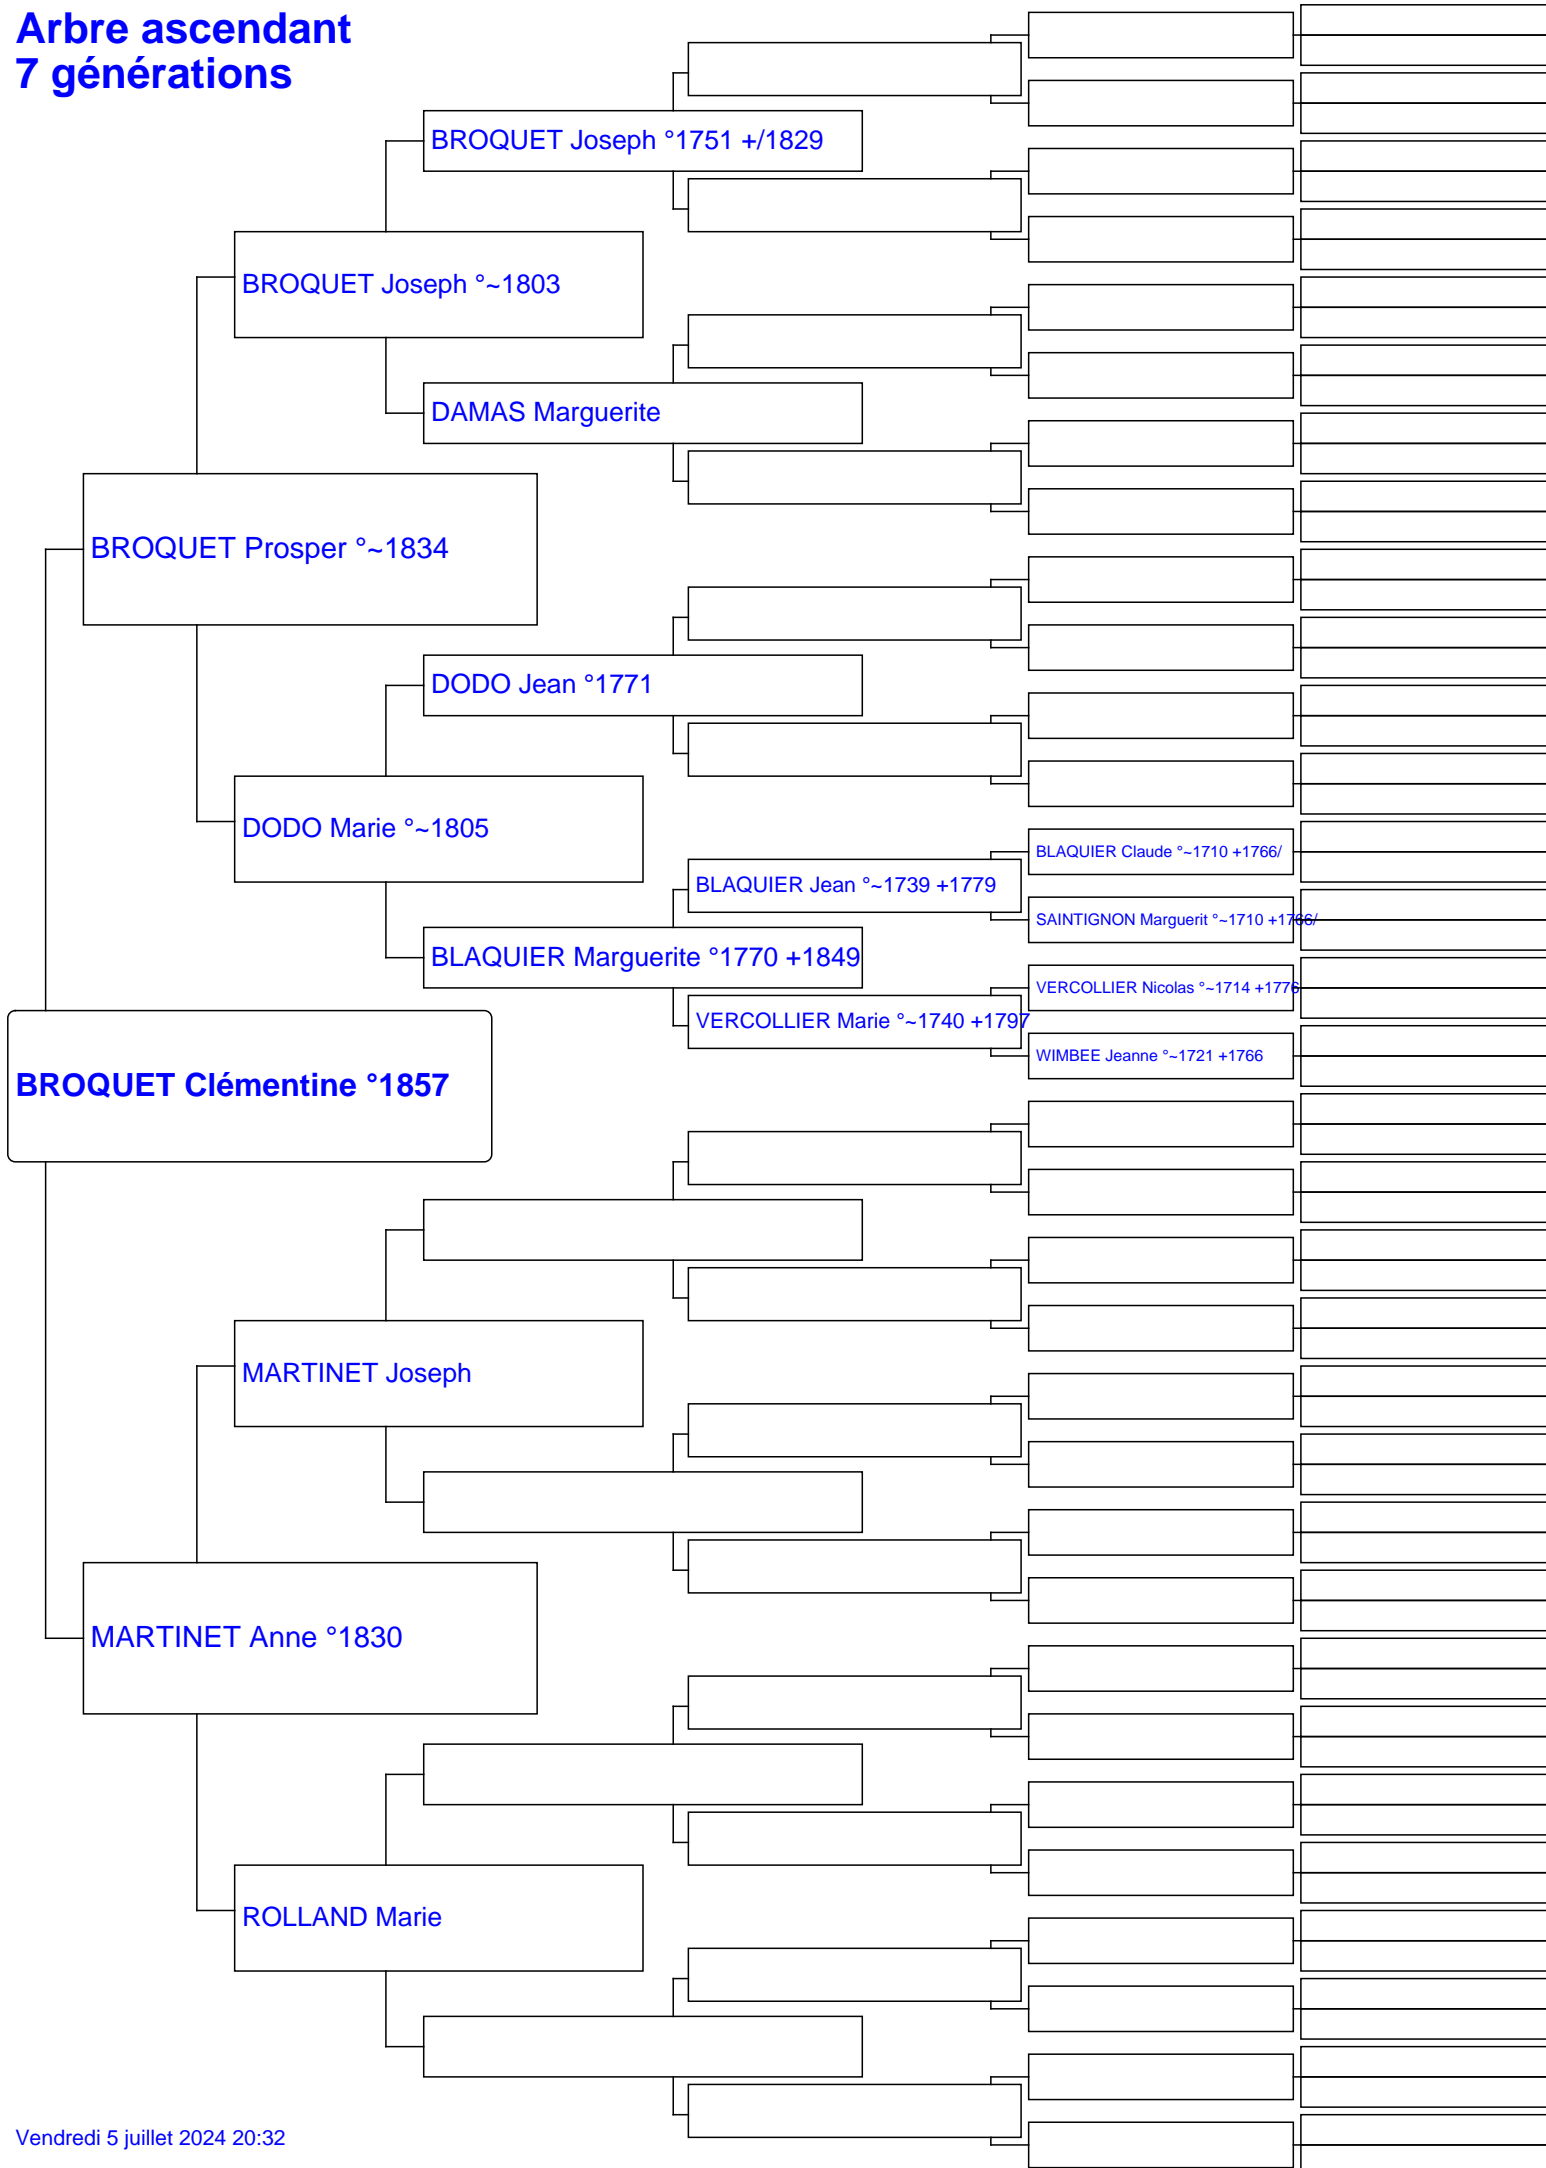 Arbre ascendant
7 générations
BROQUET Joseph °1751 +/1829
BROQUET Joseph °~1803
DAMAS Marguerite
BROQUET Prosper °~1834
DODO Jean °1771
DODO Marie °~1805
BLAQUIER Claude °~1710 +1766/
BLAQUIER Jean °~1739 +1779
SAINTIGNON Marguerit °~1710 +1766/
BLAQUIER Marguerite °1770 +1849
VERCOLLIER Nicolas °~1714 +1776
VERCOLLIER Marie °~1740 +1797
WIMBEE Jeanne °~1721 +1766
BROQUET Clémentine °1857
MARTINET Joseph
MARTINET Anne °1830
ROLLAND Marie
Vendredi 5 juillet 2024 20:32